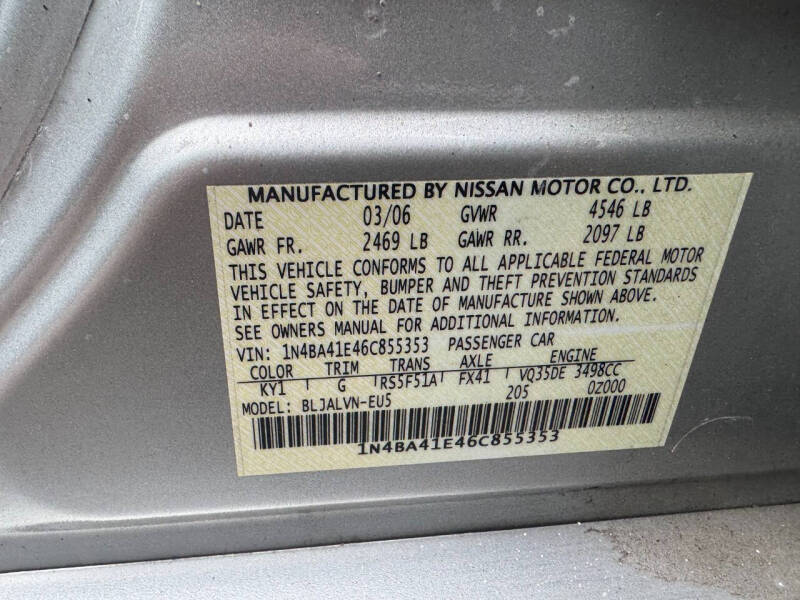 MANUFACTURED BY NISSAN MOTOR CO., LTD.
DATE 03/06 GVWR 4546 LB
GAWR FR. 2469 LB GAWR RR. 2097 LB
THIS VEHICLE CONFORMS TO ALL APPLICABLE FEDERAL MOTOR
VEHICLE SAFETY, BUMPER AND THEFT PREVENTION STANDARDS
IN EFFECT ON THE DATE OF MANUFACTURE SHOWN ABOVE.
SEE OWNERS MANUAL FOR ADDITIONAL INFORMATION.
VIN: 1N4BA41E46C855353 PASSENGER CAR
COLOR TRIM TRANS AXLE ENGINE
KY1 G RS5F51A FX41 VQ35DE 3498CC
MODEL: BLJALVN-EU5 205 0Z000
1N4BA41E46C855353